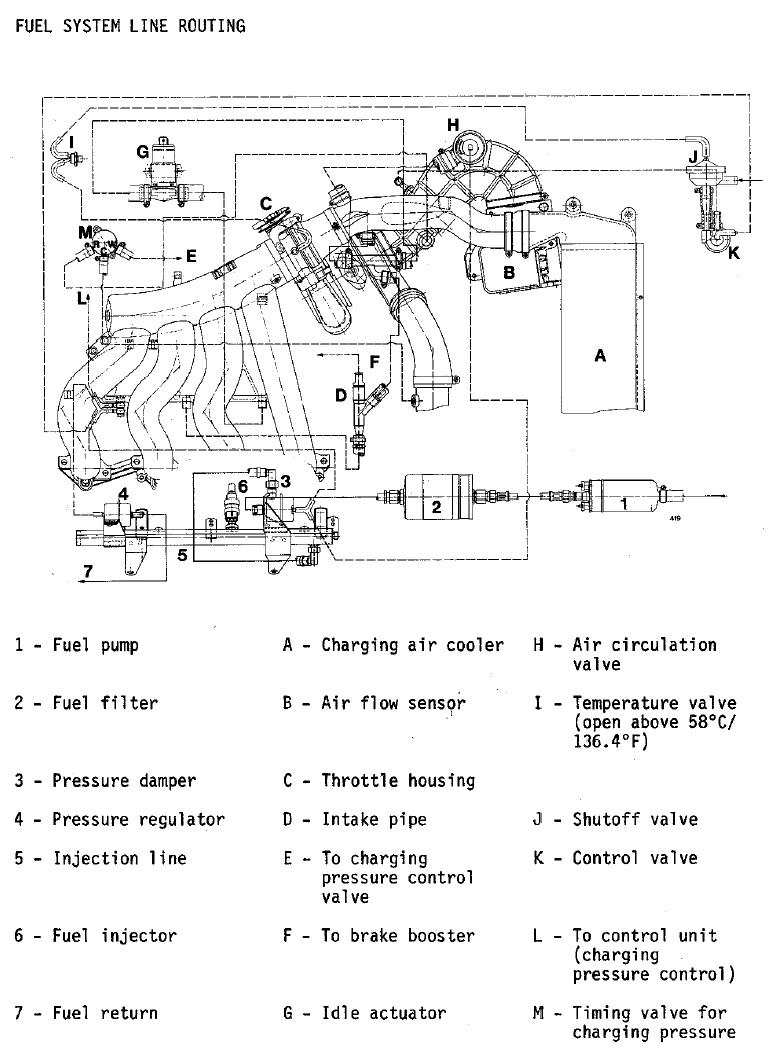 FUEL SYSTEM LINE ROUTING
I
G
H
J
C
M
R W
C
E
K
B
L
A
F
D
6
3
4
2
1
419
5
7
1 - Fuel pump
A - Charging air cooler
H - Air circulation
valve
2 - Fuel filter
B - Air flow sensor
I - Temperature valve
(open above 58°C/
136.4°F)
3 - Pressure damper
C - Throttle housing
4 - Pressure regulator
D - Intake pipe
J - Shutoff valve
5 - Injection line
E - To charging
pressure control
valve
K - Control valve
6 - Fuel injector
F - To brake booster
L - To control unit
(charging
pressure control)
7 - Fuel return
G - Idle actuator
M - Timing valve for
charging pressure